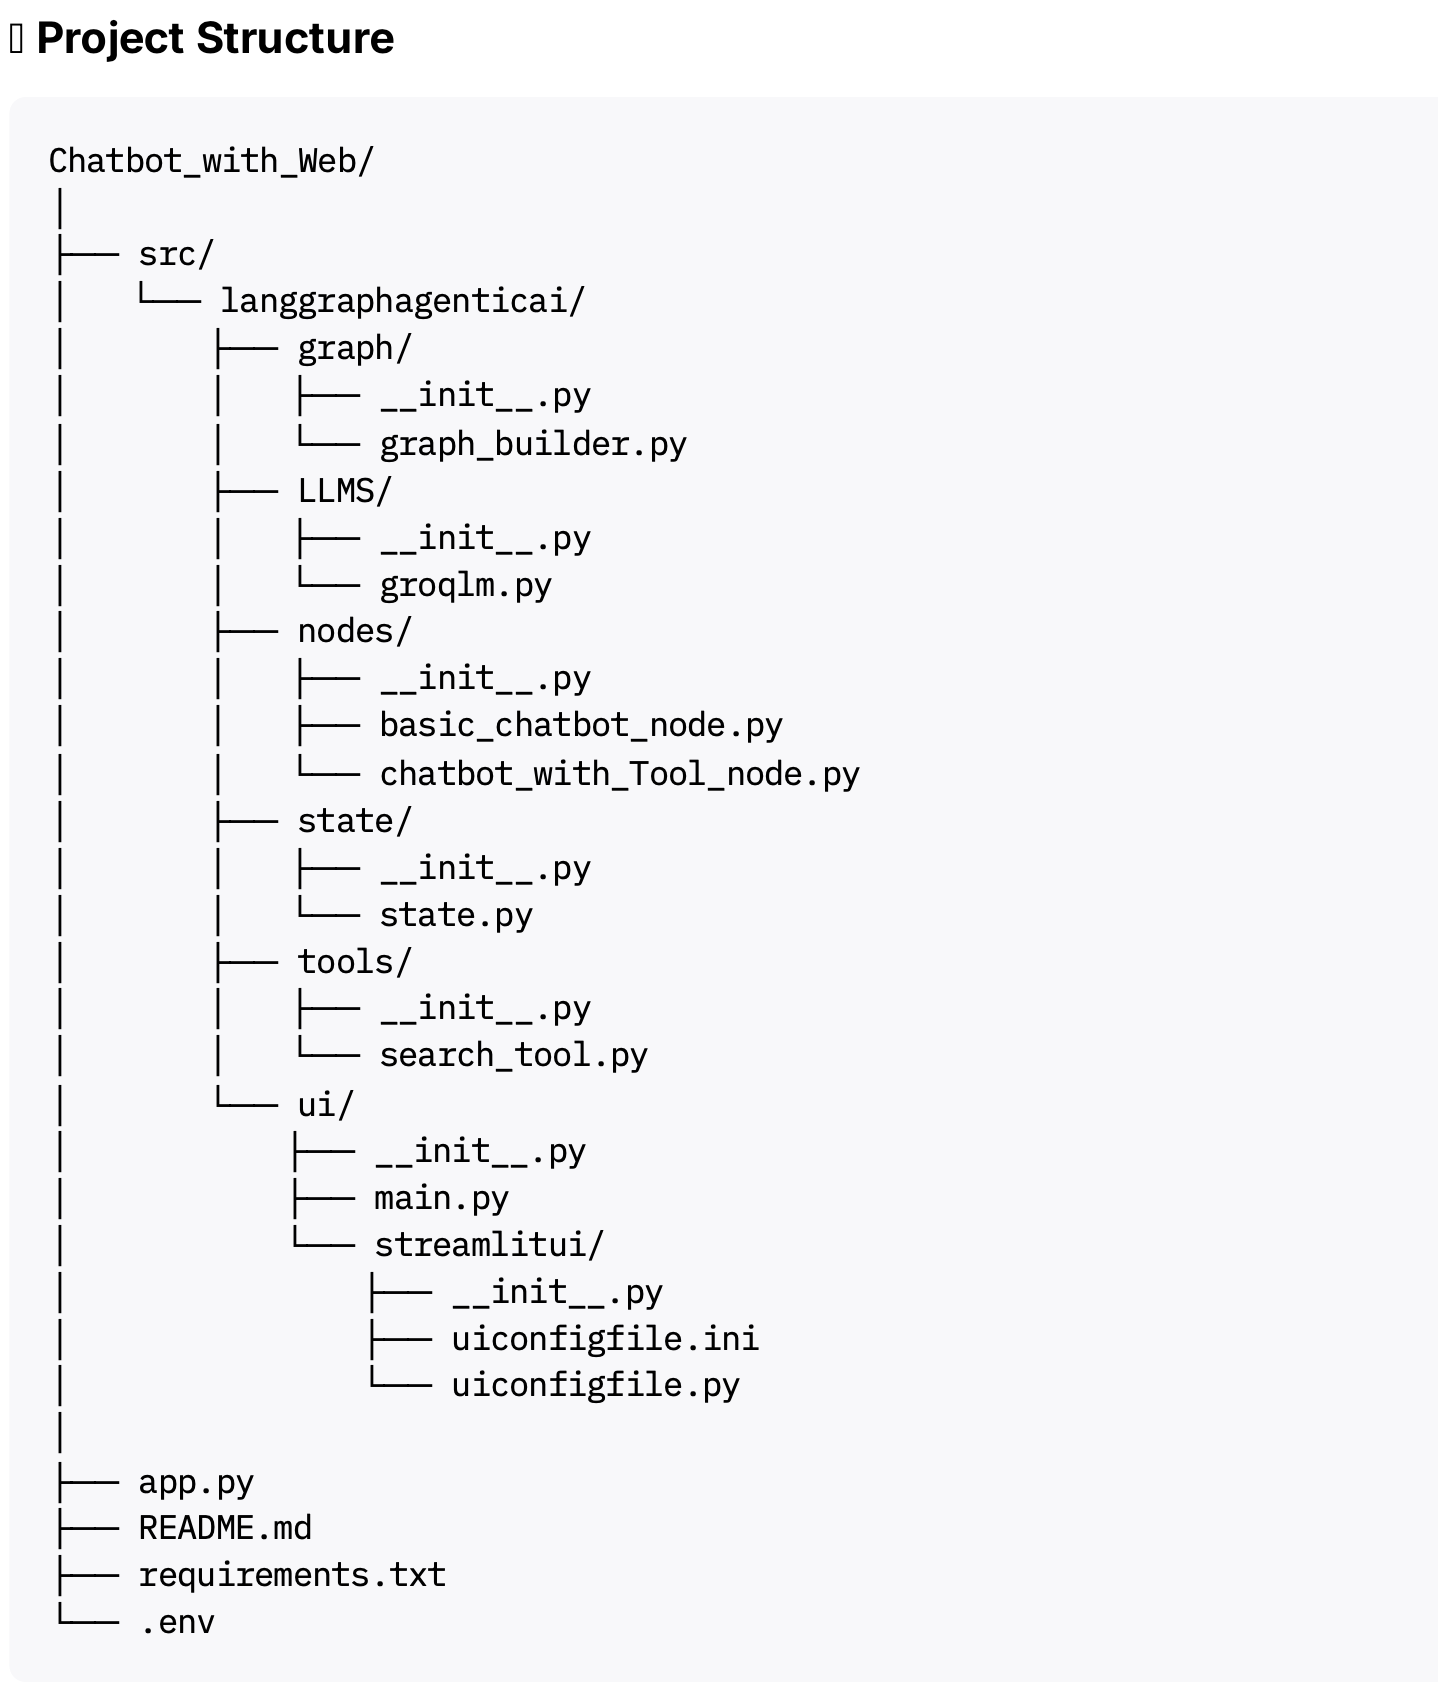 Project Structure
Chatbot_with_Web/
│
├── src/
│   └── langgraphagenticai/
│       ├── graph/
│       │   ├── __init__.py
│       │   └── graph_builder.py
│       ├── LLMS/
│       │   ├── __init__.py
│       │   └── groqlm.py
│       ├── nodes/
│       │   ├── __init__.py
│       │   ├── basic_chatbot_node.py
│       │   └── chatbot_with_Tool_node.py
│       ├── state/
│       │   ├── __init__.py
│       │   └── state.py
│       ├── tools/
│       │   ├── __init__.py
│       │   └── search_tool.py
│       └── ui/
│           ├── __init__.py
│           ├── main.py
│           └── streamlitui/
│               ├── __init__.py
│               ├── uiconfigfile.ini
│               └── uiconfigfile.py
│
├── app.py
├── README.md
├── requirements.txt
└── .env